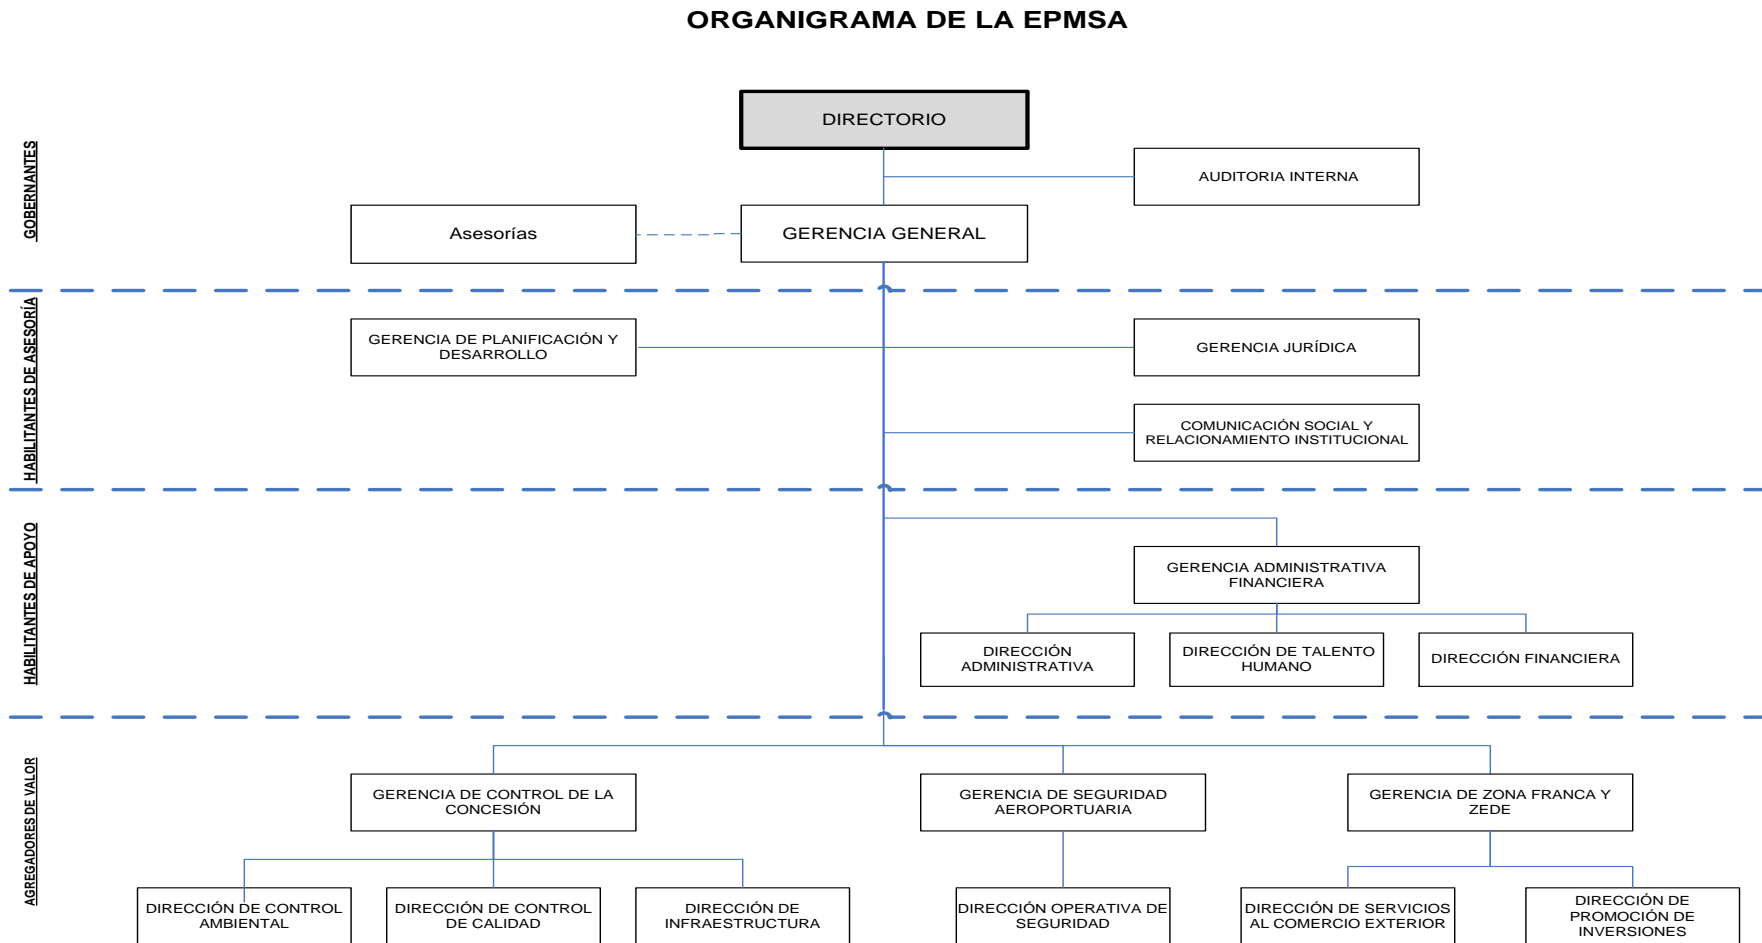 ORGANIGRAMA DE LA EPMSA
GOBERNANTES
DIRECTORIO
AUDITORIA INTERNA
Asesorías
GERENCIA GENERAL
HABILITANTES DE ASESORÍA
GERENCIA DE PLANIFICACIÓN Y
DESARROLLO
GERENCIA JURÍDICA
COMUNICACIÓN SOCIAL Y
RELACIONAMIENTO INSTITUCIONAL
HABILITANTES DE APOYO
GERENCIA ADMINISTRATIVA
FINANCIERA
DIRECCIÓN
ADMINISTRATIVA
DIRECCIÓN DE TALENTO
HUMANO
DIRECCIÓN FINANCIERA
AGREGADORES DE VALOR
GERENCIA DE CONTROL DE LA
CONCESIÓN
GERENCIA DE SEGURIDAD
AEROPORTUARIA
GERENCIA DE ZONA FRANCA Y
ZEDE
DIRECCIÓN DE CONTROL
AMBIENTAL
DIRECCIÓN DE CONTROL
DE CALIDAD
DIRECCIÓN DE
INFRAESTRUCTURA
DIRECCIÓN OPERATIVA DE
SEGURIDAD
DIRECCIÓN DE SERVICIOS
AL COMERCIO EXTERIOR
DIRECCIÓN DE
PROMOCIÓN DE
INVERSIONES